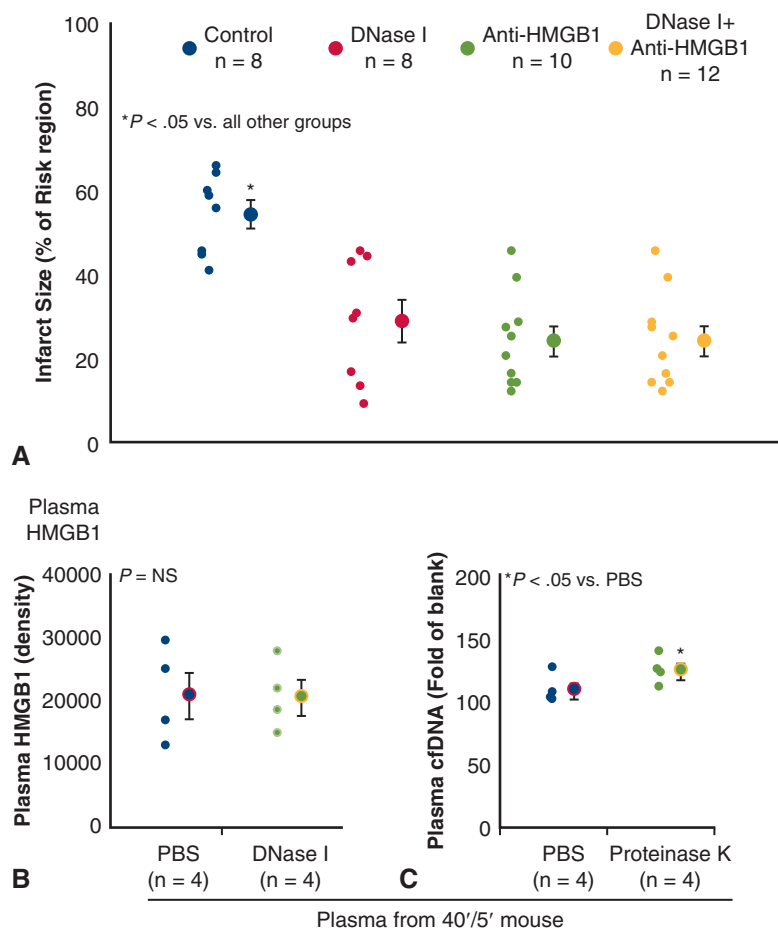 100
80
60
40
20
0
Infarct Size (% of Risk region)
Control
n = 8
DNase I
n = 8
Anti-HMGB1
n = 10
DNase I+
Anti-HMGB1
n = 12
*P < .05 vs. all other groups
*
A
Plasma
HMGB1
40000
30000
20000
10000
0
Plasma HMGB1 (density)
P = NS
PBS
(n = 4)
DNase I
(n = 4)
B
200
150
100
50
0
Plasma cfDNA (Fold of blank)
*P < .05 vs. PBS
*
PBS
(n = 4)
Proteinase K
(n = 4)
C
Plasma from 40′/5′ mouse